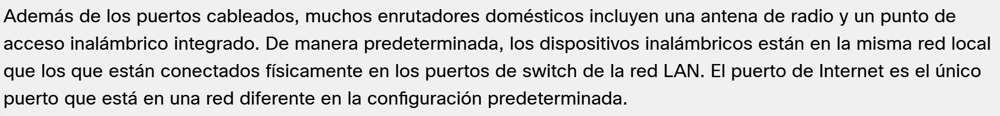 Además de los puertos cableados, muchos enrutadores domésticos incluyen una antena de radio y un punto de
acceso inalámbrico integrado. De manera predeterminada, los dispositivos inalámbricos están en la misma red local
que los que están conectados físicamente en los puertos de switch de la red LAN. El puerto de Internet es el único
puerto que está en una red diferente en la configuración predeterminada.